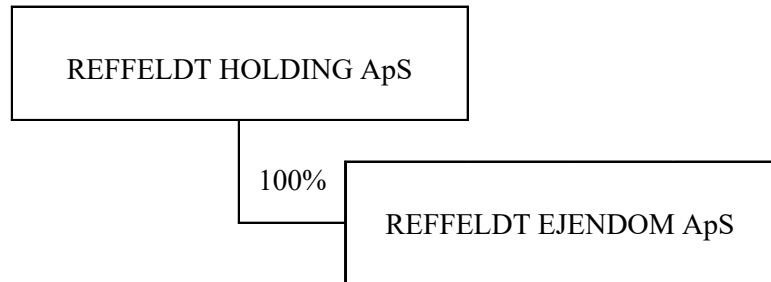 REFFELDT HOLDING ApS
100%
REFFELDT EJENDOM ApS